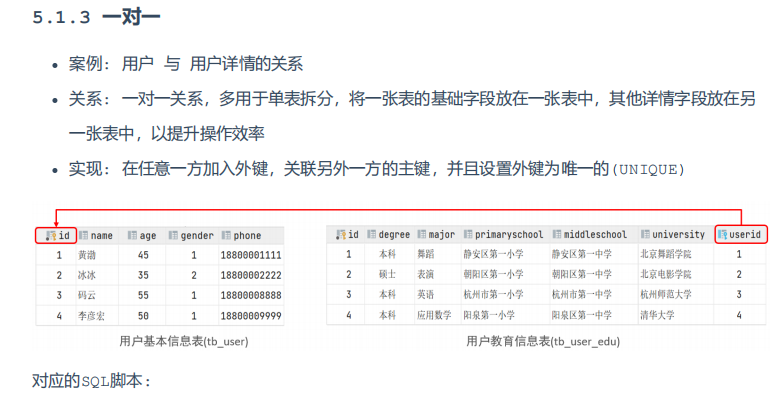 5.1.3 一对一
• 案例: 用户 与 用户详情的关系
• 关系: 一对一关系，多用于单表拆分，将一张表的基础字段放在一张表中，其他详情字段放在另
一张表中，以提升操作效率
• 实现: 在任意一方加入外键，关联另外一方的主键，并且设置外键为唯一的(UNIQUE)
id name age gender phone
1 黄渤 45 1 18800001111
2 冰冰 35 2 18800002222
3 码云 55 1 18800008888
4 李彦宏 50 1 18800009999
用户基本信息表(tb_user)
id degree major primaryschool middleschool university userid
1 本科 舞蹈 静安区第一小学 静安区第一中学 北京舞蹈学院 1
2 硕士 表演 朝阳区第一小学 朝阳区第一中学 北京电影学院 2
3 本科 英语 杭州市第一小学 杭州市第一中学 杭州师范大学 3
4 本科 应用数学 阳泉第一小学 阳泉区第一中学 清华大学 4
用户教育信息表(tb_user_edu)
对应的SQL脚本: